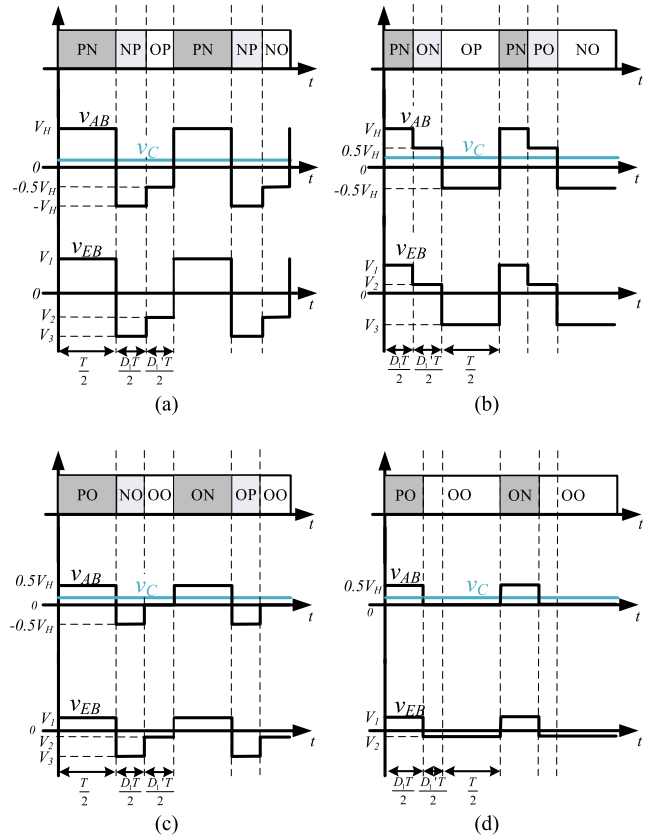 (a)
PN NP OP PN NP NO
t
V_H v_AB
v_C
0
-0.5V_H
-V_H
t
V_1 v_EB
0
V_2
V_3
t
T/2 D_1T/2 D_1'T/2
(a)
PN ON OP PN PO NO
t
V_H v_AB
0.5V_H v_C
0
-0.5V_H
t
v_EB
V_1
V_2
0
V_3
t
D_1T/2 D_1'T/2 T/2
(b)
PO NO OO ON OP OO
t
0.5V_H v_AB
v_C
0
-0.5V_H
t
V_1 v_EB
0
V_2
V_3
t
T/2 D_1T/2 D_1'T/2
(c)
PO OO ON OO
t
0.5V_H v_AB
v_C
0
t
V_1 v_EB
V_2
t
D_1T/2 D_1'T/2 T/2
(d)